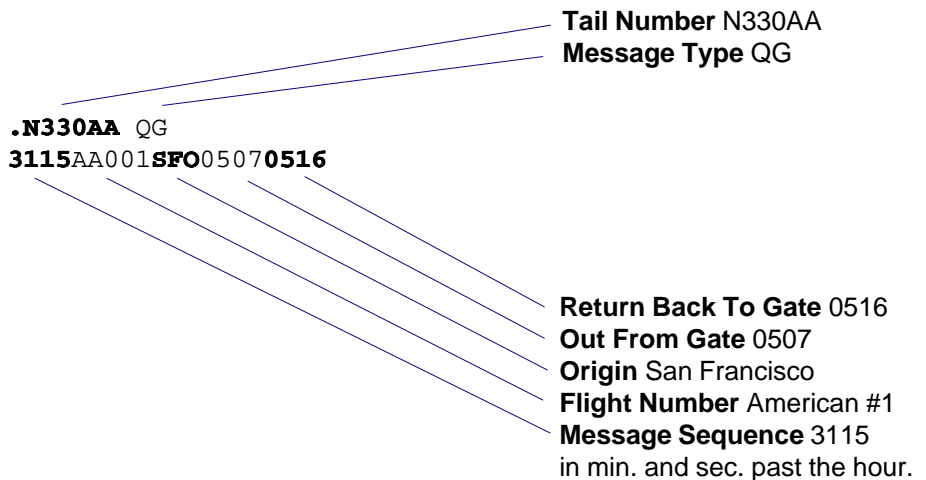 Tail Number N330AA
Message Type QG
.N330AA QG
3115AA001SFO05070516
Return Back To Gate 0516
Out From Gate 0507
Origin San Francisco
Flight Number American #1
Message Sequence 3115
in min. and sec. past the hour.